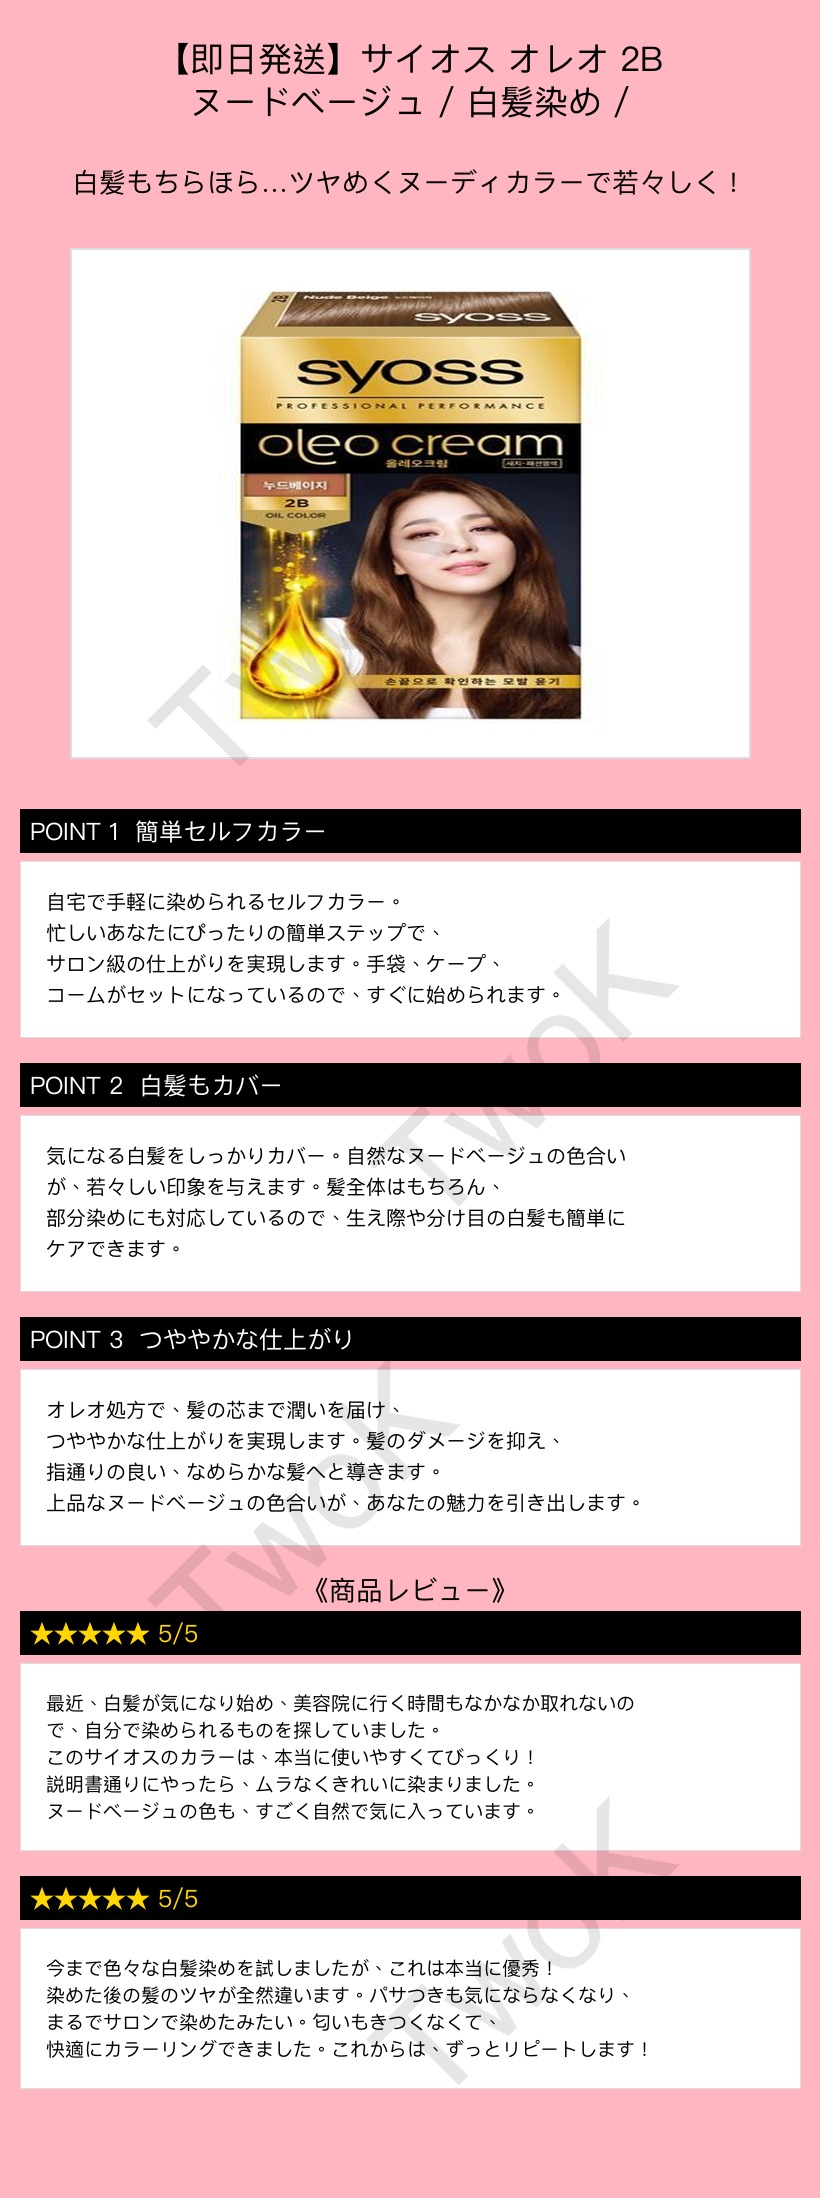 【即日発送】サイオス オレオ 2B
ヌードベージュ / 白髪染め /
白髪もちらほら…ツヤめくヌーディカラーで若々しく！
2B Nude Beige 누드베이지
syoss
syoss
PROFESSIONAL PERFORMANCE
oleo cream
올레오크림
새치·패션염색
누드베이지
2B
OIL COLOR
손끝으로 확인하는 모발 윤기
POINT 1 簡単セルフカラー
自宅で手軽に染められるセルフカラー。
忙しいあなたにぴったりの簡単ステップで、
サロン級の仕上がりを実現します。手袋、ケープ、
コームがセットになっているので、すぐに始められます。
POINT 2 白髪もカバー
気になる白髪をしっかりカバー。自然なヌードベージュの色合い
が、若々しい印象を与えます。髪全体はもちろん、
部分染めにも対応しているので、生え際や分け目の白髪も簡単に
ケアできます。
POINT 3 つややかな仕上がり
オレオ処方で、髪の芯まで潤いを届け、
つややかな仕上がりを実現します。髪のダメージを抑え、
指通りの良い、なめらかな髪へと導きます。
上品なヌードベージュの色合いが、あなたの魅力を引き出します。
《商品レビュー》
★★★★★ 5/5
最近、白髪が気になり始め、美容院に行く時間もなかなか取れないの
で、自分で染められるものを探していました。
このサイオスのカラーは、本当に使いやすくてびっくり！
説明書通りにやったら、ムラなくきれいに染まりました。
ヌードベージュの色も、すごく自然で気に入っています。
★★★★★ 5/5
今まで色々な白髪染めを試しましたが、これは本当に優秀！
染めた後の髪のツヤが全然違います。パサつきも気にならなくなり、
まるでサロンで染めたみたい。匂いもきつくなくて、
快適にカラーリングできました。これからは、ずっとリピートします！
TwoK
TwoK
TwoK
TwoK